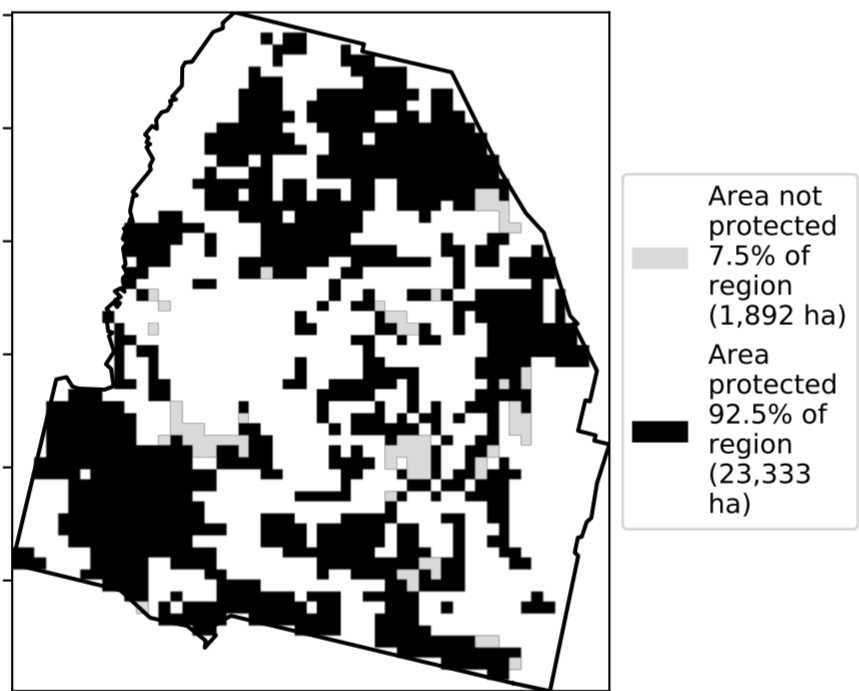 Area not
protected
7.5% of
region
(1,892 ha)
Area
protected
92.5% of
region
(23,333
ha)